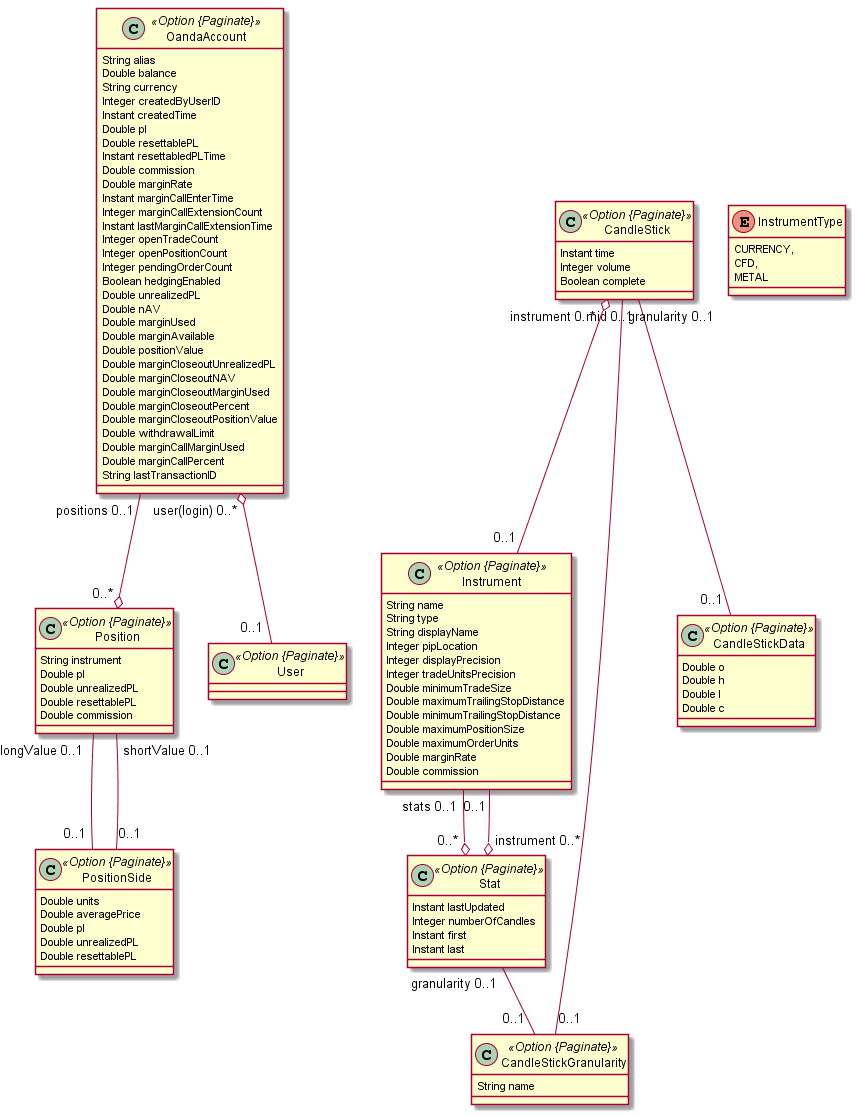 C
«Option {Paginate}»
OandaAccount
String alias
Double balance
String currency
Integer createdByUserID
Instant createdTime
Double pl
Double resettablePL
Instant resettabledPLTime
Double commission
Double marginRate
Instant marginCallEnterTime
Integer marginCallExtensionCount
Instant lastMarginCallExtensionTime
Integer openTradeCount
Integer openPositionCount
Integer pendingOrderCount
Boolean hedgingEnabled
Double unrealizedPL
Double nAV
Double marginUsed
Double marginAvailable
Double positionValue
Double marginCloseoutUnrealizedPL
Double marginCloseoutNAV
Double marginCloseoutMarginUsed
Double marginCloseoutPercent
Double marginCloseoutPositionValue
Double withdrawalLimit
Double marginCallMarginUsed
Double marginCallPercent
String lastTransactionID
positions 0..1
user(login) 0..*
0..*
0..1
C
«Option {Paginate}»
Position
String instrument
Double pl
Double unrealizedPL
Double resettablePL
Double commission
C
«Option {Paginate}»
User
longValue 0..1
shortValue 0..1
0..1
0..1
C
«Option {Paginate}»
PositionSide
Double units
Double averagePrice
Double pl
Double unrealizedPL
Double resettablePL
C
«Option {Paginate}»
CandleStick
Instant time
Integer volume
Boolean complete
E
InstrumentType
CURRENCY,
CFD,
METAL
instrument 0..*
mid 0..1
granularity 0..1
0..1
0..1
C
«Option {Paginate}»
Instrument
String name
String type
String displayName
Integer pipLocation
Integer displayPrecision
Integer tradeUnitsPrecision
Double minimumTradeSize
Double maximumTrailingStopDistance
Double minimumTrailingStopDistance
Double maximumPositionSize
Double maximumOrderUnits
Double marginRate
Double commission
C
«Option {Paginate}»
CandleStickData
Double o
Double h
Double l
Double c
stats 0..1
0..1
0..*
instrument 0..*
C
«Option {Paginate}»
Stat
Instant lastUpdated
Integer numberOfCandles
Instant first
Instant last
granularity 0..1
0..1
0..1
C
«Option {Paginate}»
CandleStickGranularity
String name